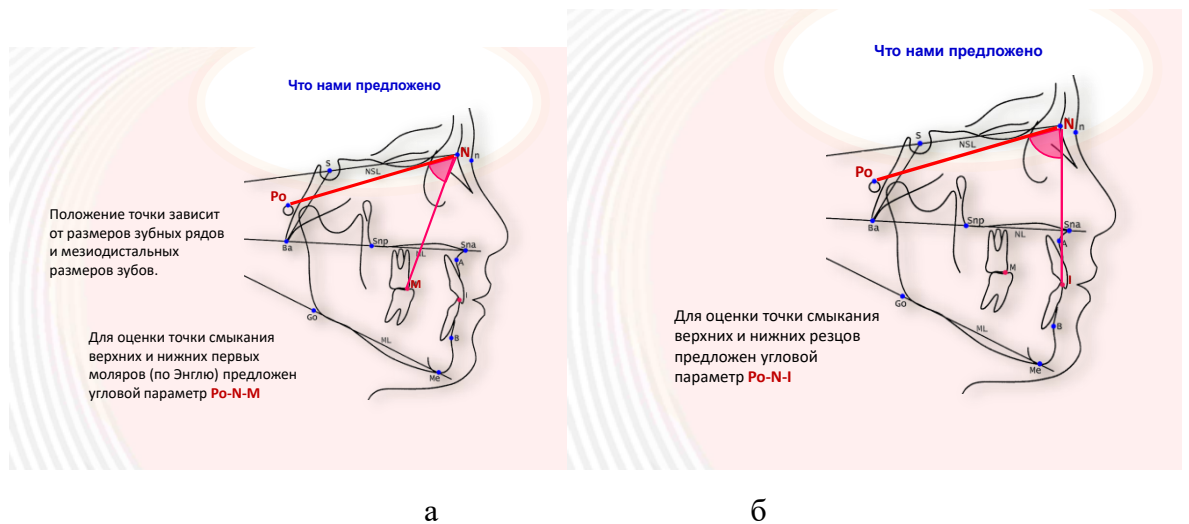 Что нами предложено
N
n
S
NSL
Po
Положение точки зависит
от размеров зубных рядов
и мезиодистальных
размеров зубов.
Ba
Snp
Sna
NL
A
M
I
Go
Для оценки точки смыкания
верхних и нижних первых
моляров (по Энглю) предложен
угловой параметр Po-N-M
ML
B
Me
Что нами предложено
N
n
S
NSL
Po
Ba
Snp
Sna
NL
A
M
I
Go
Для оценки точки смыкания
верхних и нижних резцов
предложен угловой
параметр Po-N-I
ML
B
Me
а
б